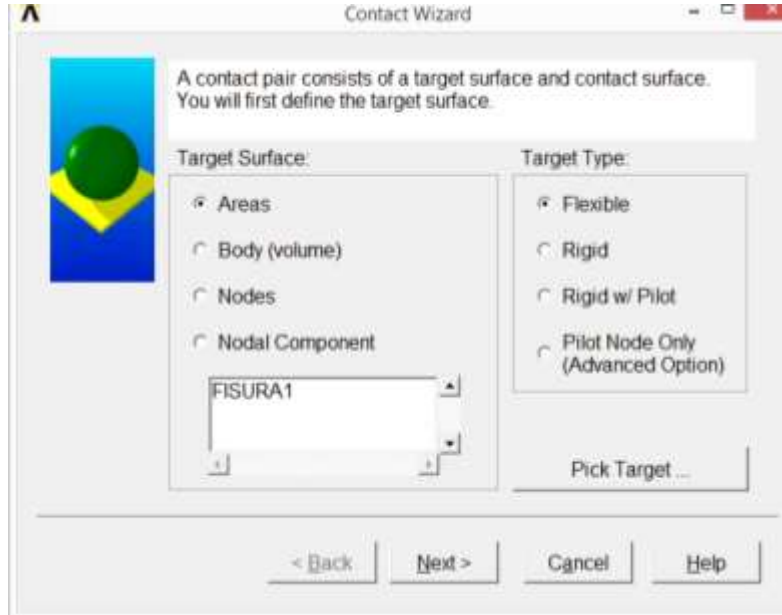 Contact Wizard
A contact pair consists of a target surface and contact surface.
You will first define the target surface.
Target Surface:
Areas
Body (volume)
Nodes
Nodal Component
FISURA1
Target Type:
Flexible
Rigid
Rigid w/ Pilot
Pilot Node Only
(Advanced Option)
Pick Target ...
< Back
Next >
Cancel
Help